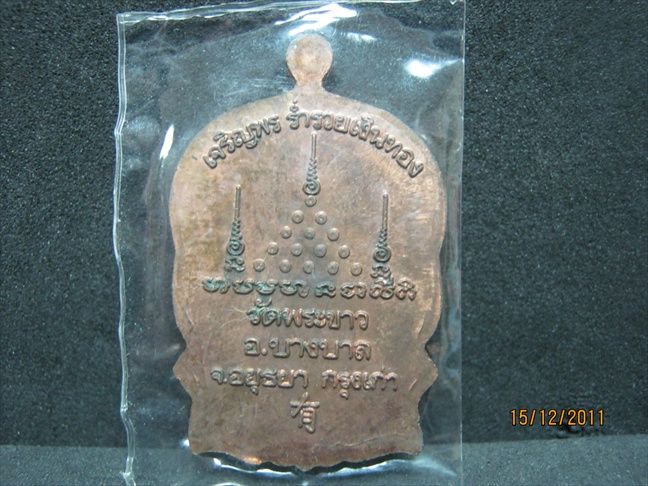 เจริญพร ร่ำรวยเงินทอง
วัดพระขาว
อ.บางบาล
จ.อยุธยา กรุงเก่า
15/12/2011